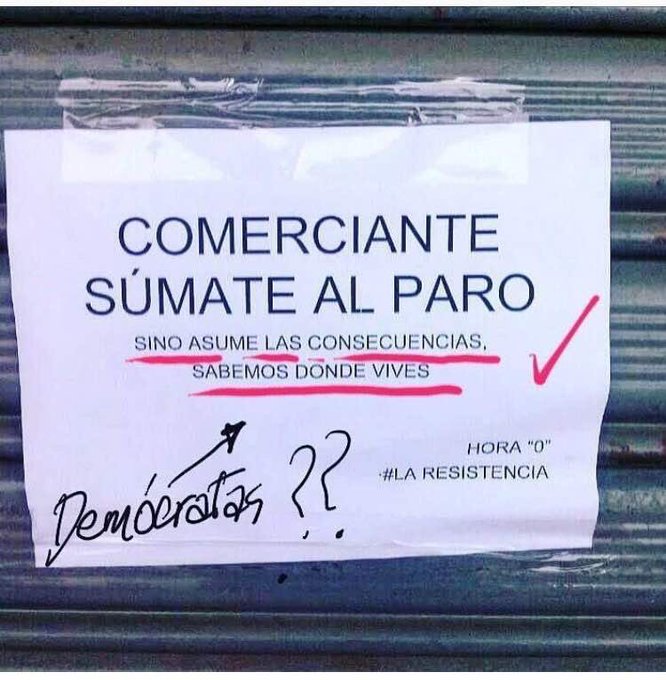 COMERCIANTE
SÚMATE AL PARO
SINO ASUME LAS CONSECUENCIAS,
SABEMOS DONDE VIVES
HORA "0"
#LA RESISTENCIA
Demócratas ??